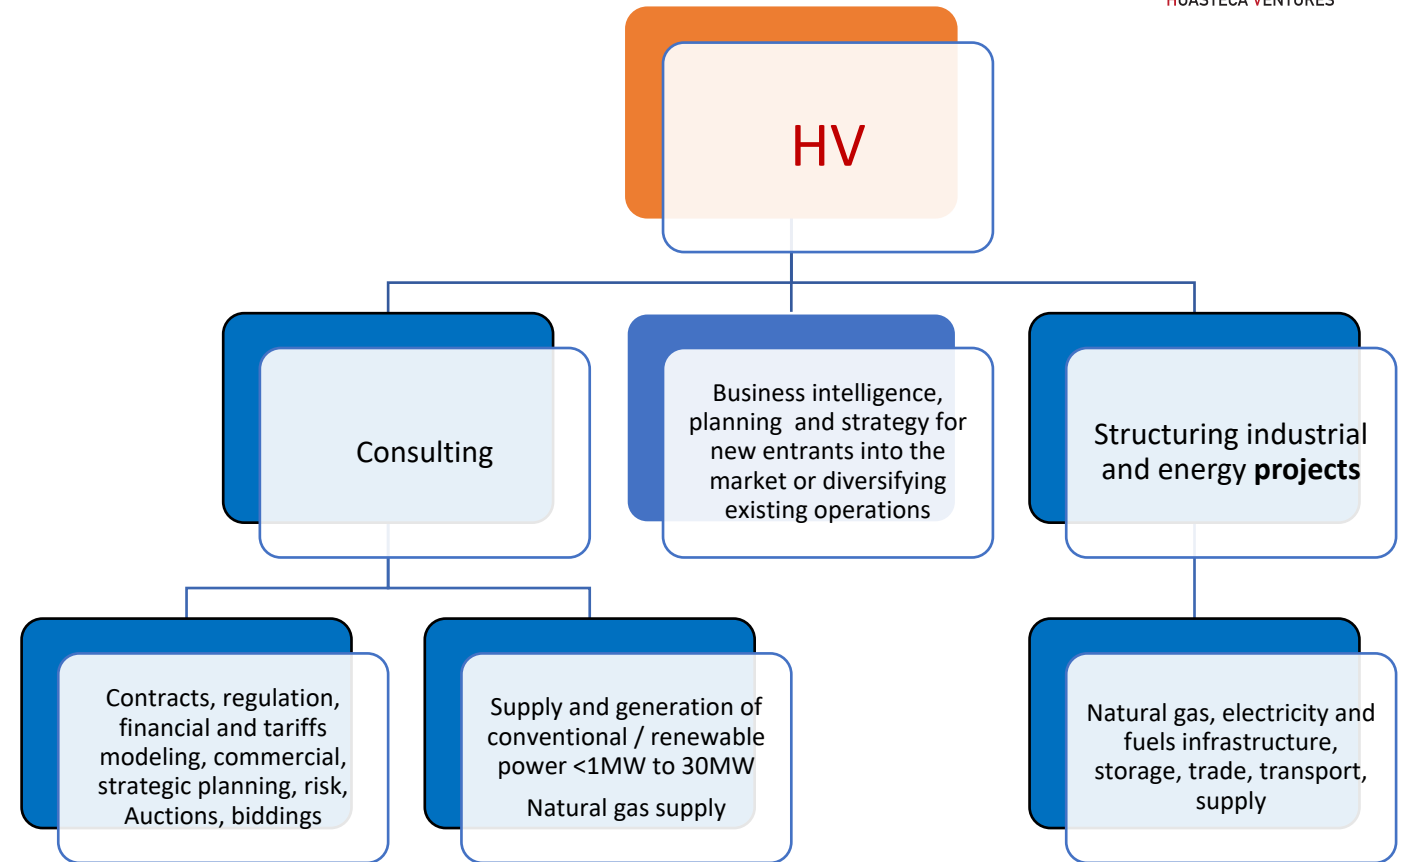 HUASTECA VENTURES
HV
Consulting
Business intelligence,
planning and strategy for
new entrants into the
market or diversifying
existing operations
Structuring industrial
and energy projects
Contracts, regulation,
financial and tariffs
modeling, commercial,
strategic planning, risk,
Auctions, biddings
Supply and generation of
conventional / renewable
power <1MW to 30MW
Natural gas supply
Natural gas, electricity and
fuels infrastructure,
storage, trade, transport,
supply